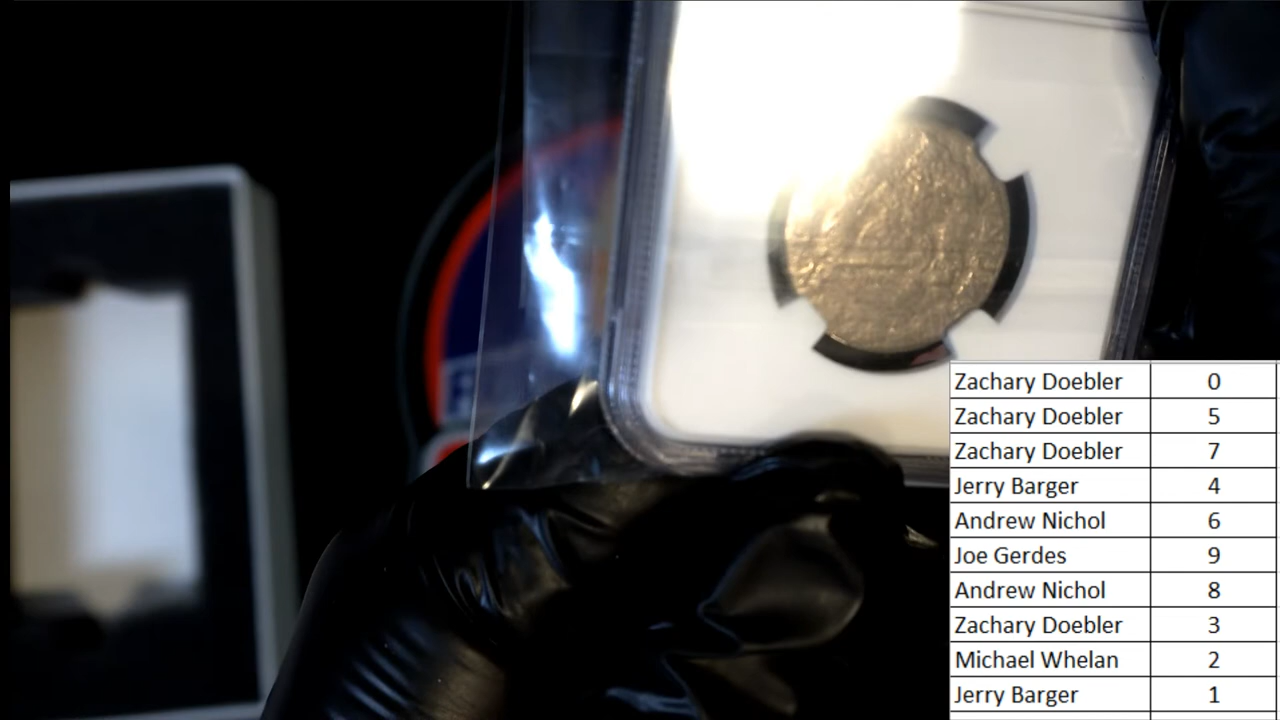 Zachary Doebler 0
Zachary Doebler 5
Zachary Doebler 7
Jerry Barger 4
Andrew Nichol 6
Joe Gerdes 9
Andrew Nichol 8
Zachary Doebler 3
Michael Whelan 2
Jerry Barger 1